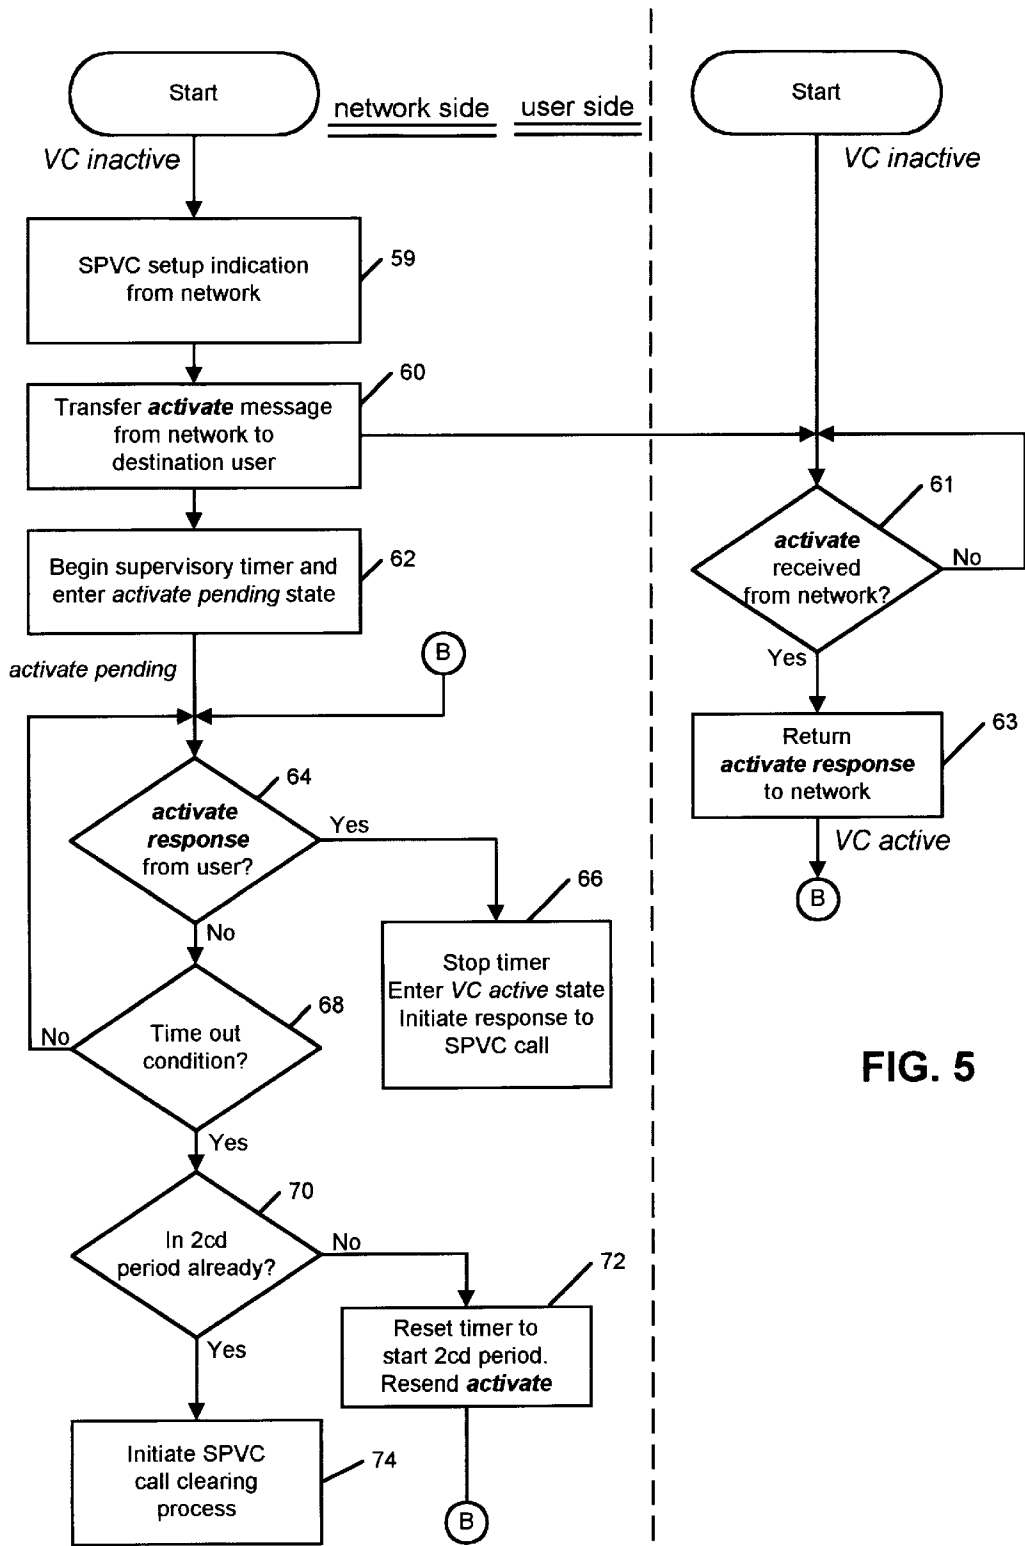 Start
network side
user side
Start
VC inactive
VC inactive
SPVC setup indication
from network
59
Transfer activate message
from network to
destination user
60
Begin supervisory timer and
enter activate pending state
62
activate
received
from network?
61
No
Yes
activate pending
B
Return
activate response
to network
63
VC active
B
activate
response
from user?
64
Yes
No
Stop timer
Enter VC active state
Initiate response to
SPVC call
66
Time out
condition?
68
No
Yes
FIG. 5
In 2cd
period already?
70
No
Yes
Reset timer to
start 2cd period.
Resend activate
72
Initiate SPVC
call clearing
process
74
B